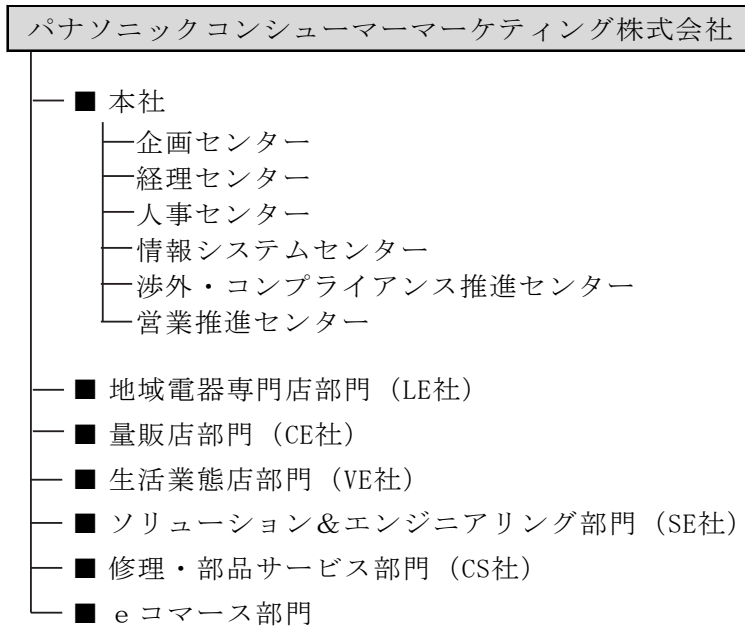 パナソニックコンシューマーマーケティング株式会社
■ 本社
企画センター
経理センター
人事センター
情報システムセンター
渉外・コンプライアンス推進センター
営業推進センター
■ 地域電器専門店部門（LE社）
■ 量販店部門（CE社）
■ 生活業態店部門（VE社）
■ ソリューション＆エンジニアリング部門（SE社）
■ 修理・部品サービス部門（CS社）
■ ｅコマース部門